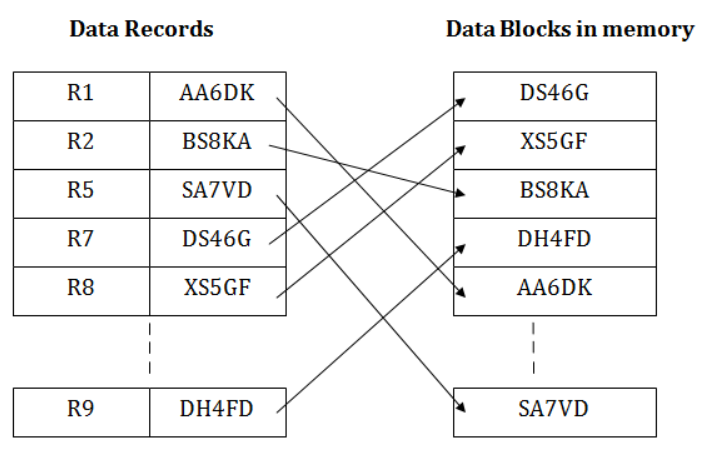 Data Records Data Blocks in memory
R1 AA6DK DS46G
R2 BS8KA XS5GF
R5 SA7VD BS8KA
R7 DS46G DH4FD
R8 XS5GF AA6DK
R9 DH4FD SA7VD